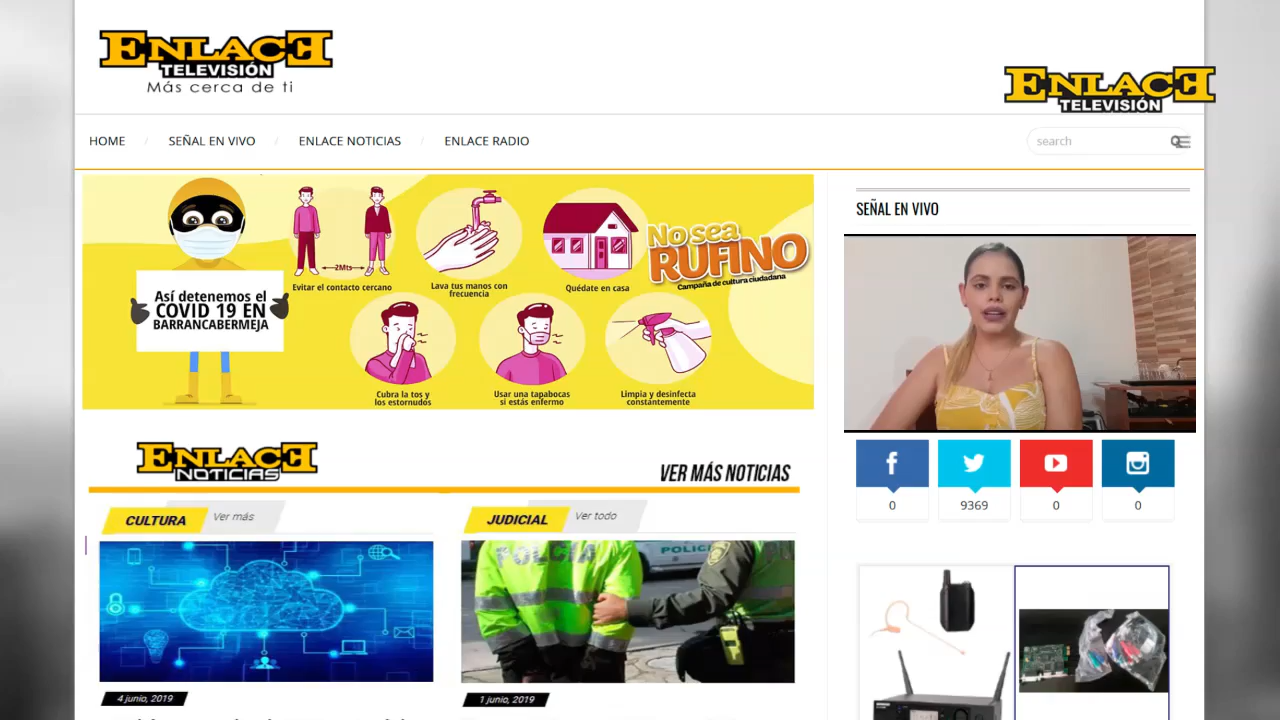 ENLACE
TELEVISIÓN
Más cerca de ti
ENLACE
TELEVISIÓN
HOME / SEÑAL EN VIVO / ENLACE NOTICIAS / ENLACE RADIO
search
Así detenemos el
COVID 19 EN
BARRANCABERMEJA
2Mts
Evitar el contacto cercano
Lava tus manos con
frecuencia
Quédate en casa
No sea
RUFINO
Campaña de cultura ciudadana
Cubra la tos y
los estornudos
Usar una tapabocas
si estás enfermo
Limpia y desinfecta
constantemente
SEÑAL EN VIVO
0
9369
0
0
ENLACE
NOTICIAS
VER MÁS NOTICIAS
CULTURA
Ver más
JUDICIAL
Ver todo
POLICIA
POLICI
4 junio, 2019
1 junio, 2019